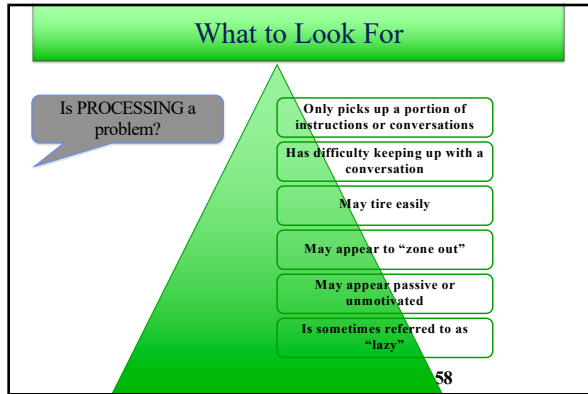 What to Look For
Is PROCESSING a
problem?
Only picks up a portion of
instructions or conversations
Has difficulty keeping up with a
conversation
May tire easily
May appear to “zone out”
May appear passive or
unmotivated
Is sometimes referred to as
“lazy”
58